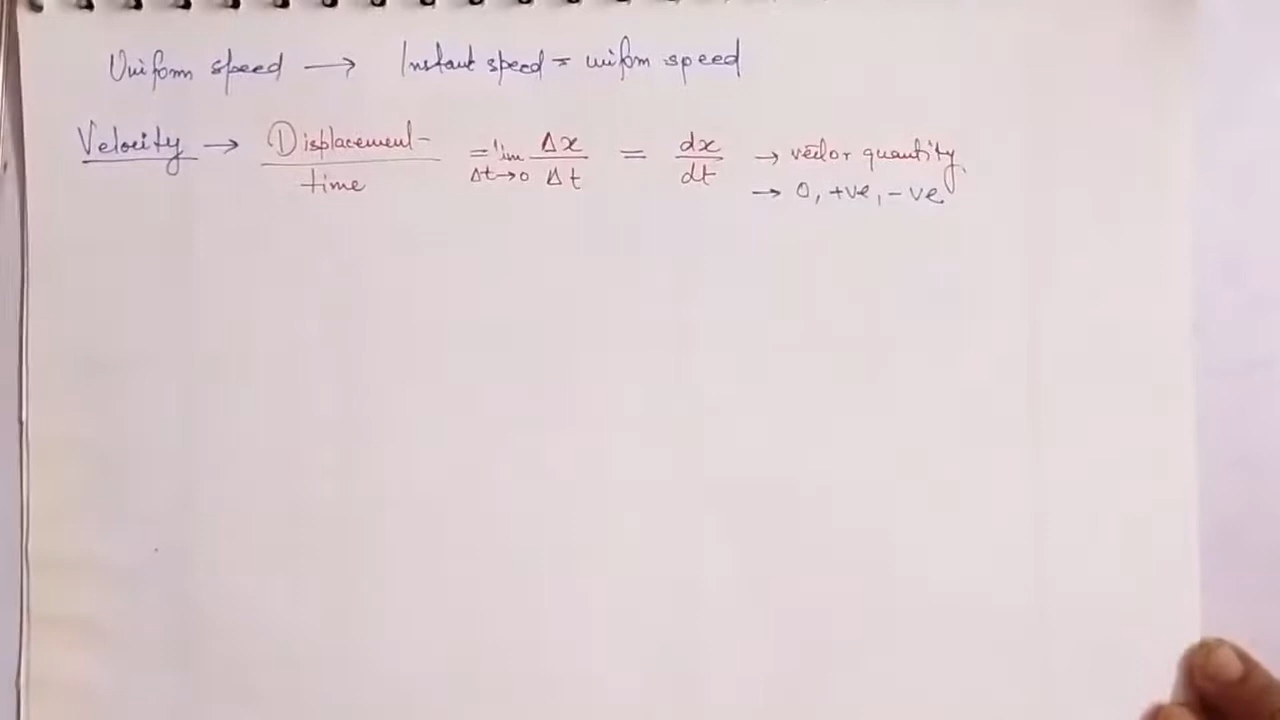 Uniform speed → Instant speed = unifom speed
Velocity → Displacement / time = lim Δt→0 Δx / Δt = dx / dt → vector quantity
→ 0, +ve, -ve